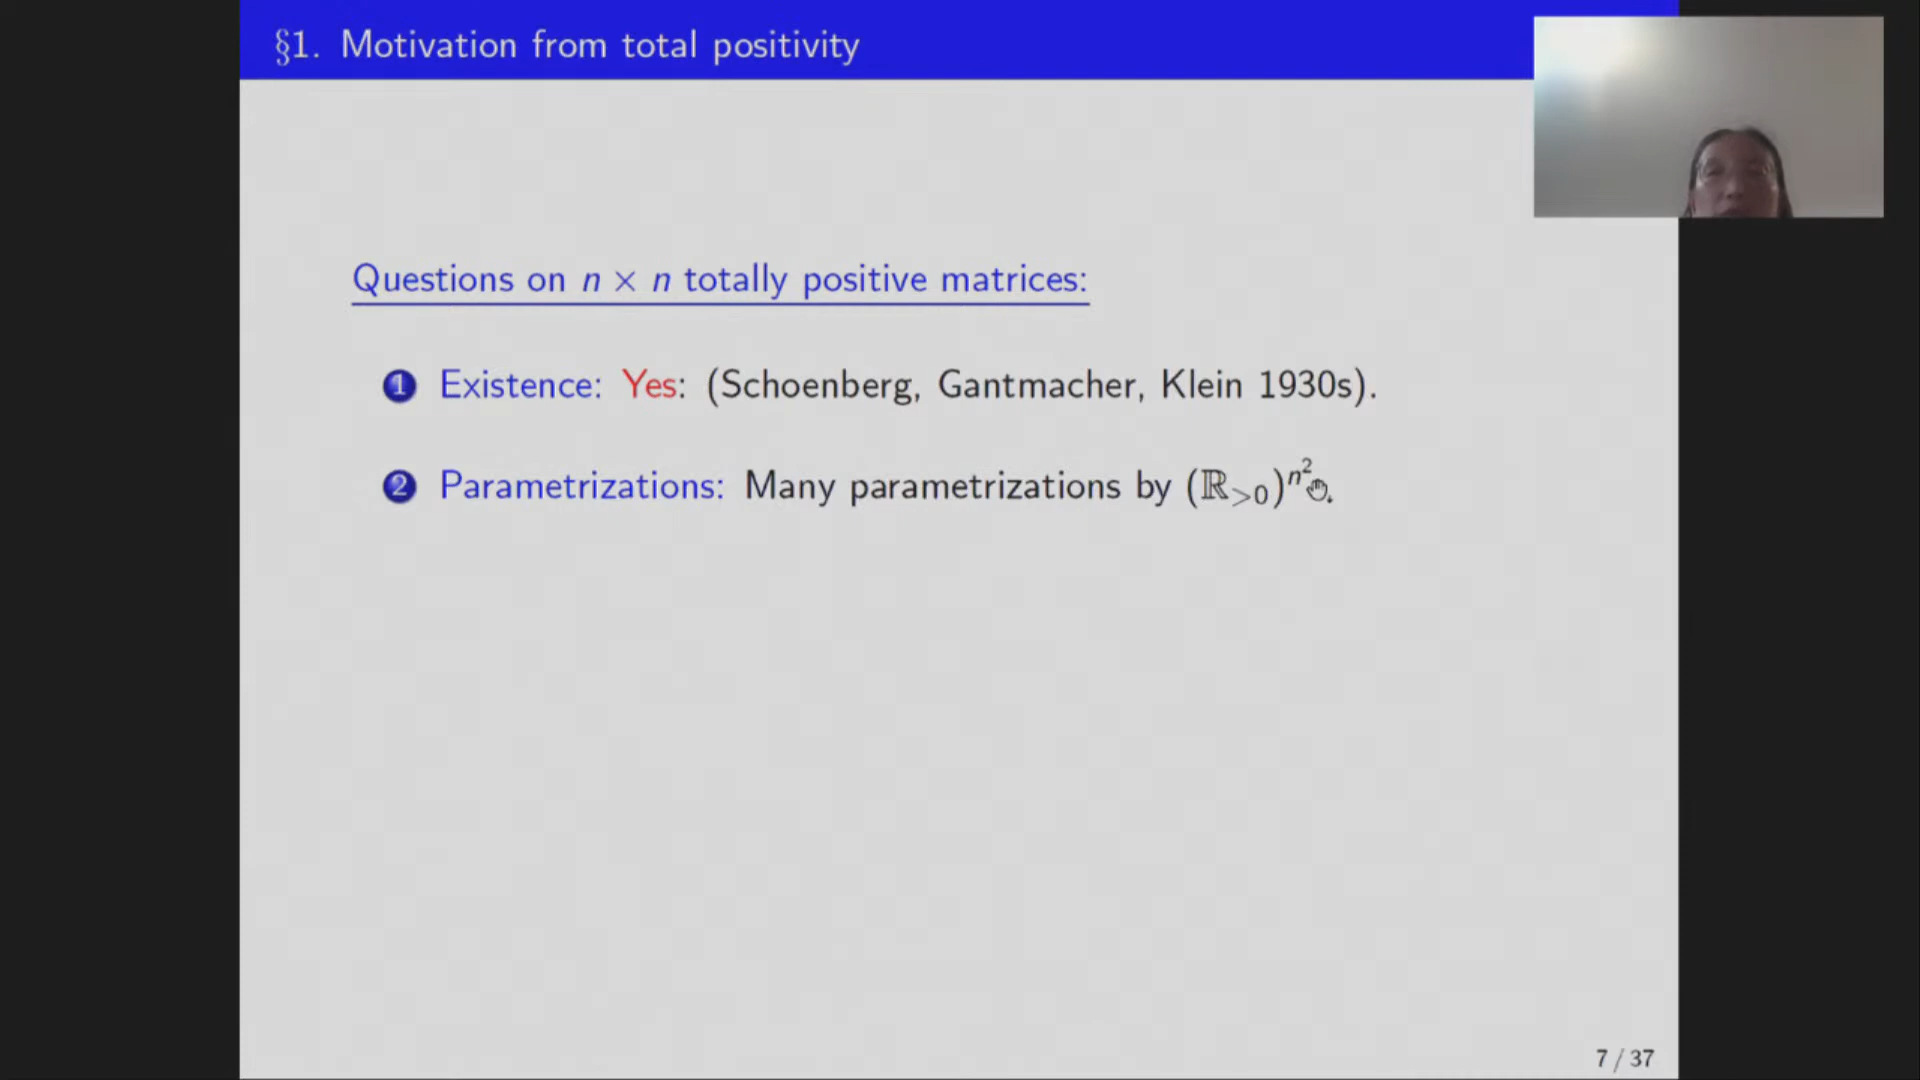 §1. Motivation from total positivity
Questions on n × n totally positive matrices:
1 Existence: Yes: (Schoenberg, Gantmacher, Klein 1930s).
2 Parametrizations: Many parametrizations by (ℝ>0)^n².
7 / 37